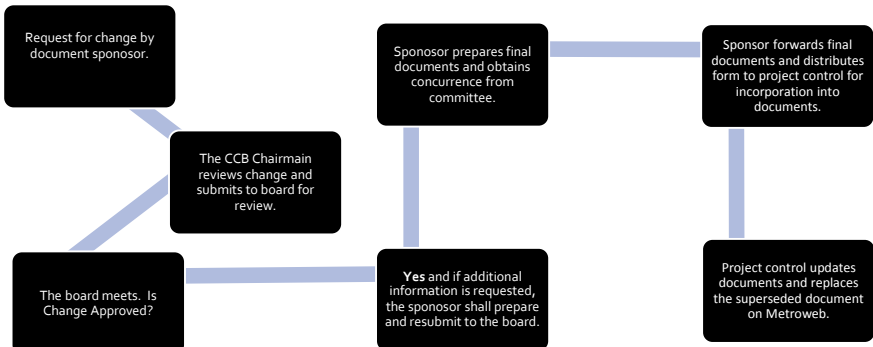 Request for change by
document sponosor.
The CCB Chairmain
reviews change and
submits to board for
review.
The board meets. Is
Change Approved?
Yes and if additional
information is requested,
the sponosor shall prepare
and resubmit to the board.
Sponosor prepares final
documents and obtains
concurrence from
committee.
Sponsor forwards final
documents and distributes
form to project control for
incorporation into
documents.
Project control updates
documents and replaces
the superseded document
on Metroweb.